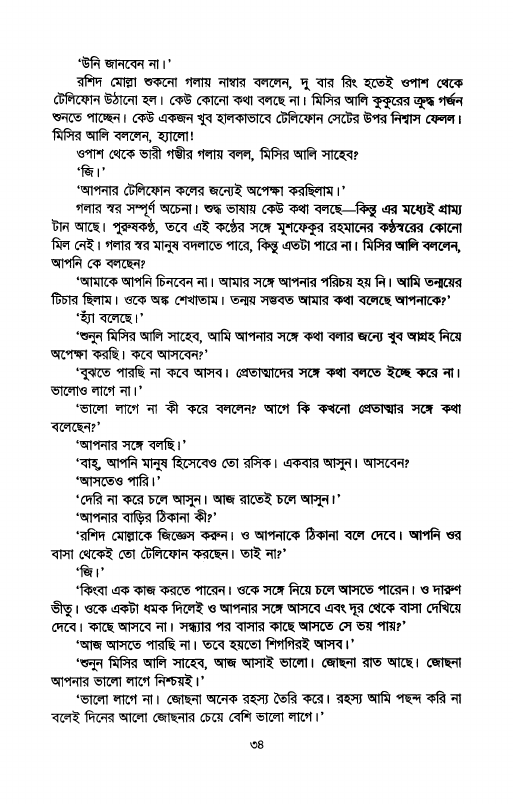 ‘উনি জানবেন না।’
রশিদ মোল্লা শুকনো গলায় নাম্বার বললেন, দু বার রিং হতেই ওপাশ থেকে
টেলিফোন উঠানো হল। কেউ কোনো কথা বলছে না। মিসির আলি কুকুরের ক্রুদ্ধ গর্জন
শুনতে পাচ্ছেন। কেউ একজন খুব হালকাভাবে টেলিফোন সেটের উপর নিশ্বাস ফেলল।
মিসির আলি বললেন, হ্যালো!
ওপাশ থেকে ভারী গম্ভীর গলায় বলল, মিসির আলি সাহেব?
‘জি।’
‘আপনার টেলিফোন কলের জন্যেই অপেক্ষা করছিলাম।’
গলার স্বর সম্পূর্ণ অচেনা। শুদ্ধ ভাষায় কেউ কথা বলছে—কিন্তু এর মধ্যেই গ্রাম্য
টান আছে। পুরুষকণ্ঠ, তবে এই কণ্ঠের সঙ্গে মুশফেকুর রহমানের কণ্ঠস্বরের কোনো
মিল নেই। গলার স্বর মানুষ বদলাতে পারে, কিন্তু এতটা পারে না। মিসির আলি বললেন,
আপনি কে বলছেন?
‘আমাকে আপনি চিনবেন না। আমার সঙ্গে আপনার পরিচয় হয় নি। আমি তন্ময়ের
টিচার ছিলাম। ওকে অঙ্ক শেখাতাম। তন্ময় সম্ভবত আমার কথা বলেছে আপনাকে?’
‘হ্যাঁ বলেছে।’
‘শুনুন মিসির আলি সাহেব, আমি আপনার সঙ্গে কথা বলার জন্যে খুব আগ্রহ নিয়ে
অপেক্ষা করছি। কবে আসবেন?’
‘বুঝতে পারছি না কবে আসব। প্রেতাত্মাদের সঙ্গে কথা বলতে ইচ্ছে করে না।
ভালোও লাগে না।’
‘ভালো লাগে না কী করে বললেন? আগে কি কখনো প্রেতাত্মার সঙ্গে কথা
বলেছেন?’
‘আপনার সঙ্গে বলছি।’
‘বাহ্, আপনি মানুষ হিসেবেও তো রসিক। একবার আসুন। আসবেন?
‘আসতেও পারি।’
‘দেরি না করে চলে আসুন। আজ রাতেই চলে আসুন।’
‘আপনার বাড়ির ঠিকানা কী?’
‘রশিদ মোল্লাকে জিজ্ঞেস করুন। ও আপনাকে ঠিকানা বলে দেবে। আপনি ওর
বাসা থেকেই তো টেলিফোন করছেন। তাই না?’
‘জি।’
‘কিংবা এক কাজ করতে পারেন। ওকে সঙ্গে নিয়ে চলে আসতে পারেন। ও দারুণ
ভীতু। ওকে একটা ধমক দিলেই ও আপনার সঙ্গে আসবে এবং দূর থেকে বাসা দেখিয়ে
দেবে। কাছে আসবে না। সন্ধ্যার পর বাসার কাছে আসতে সে ভয় পায়?’
‘আজ আসতে পারছি না। তবে হয়তো শিগগিরই আসব।’
‘শুনুন মিসির আলি সাহেব, আজ আসাই ভালো। জোছনা রাত আছে। জোছনা
আপনার ভালো লাগে নিশ্চয়ই।’
‘ভালো লাগে না। জোছনা অনেক রহস্য তৈরি করে। রহস্য আমি পছন্দ করি না
বলেই দিনের আলো জোছনার চেয়ে বেশি ভালো লাগে।’
৩৪